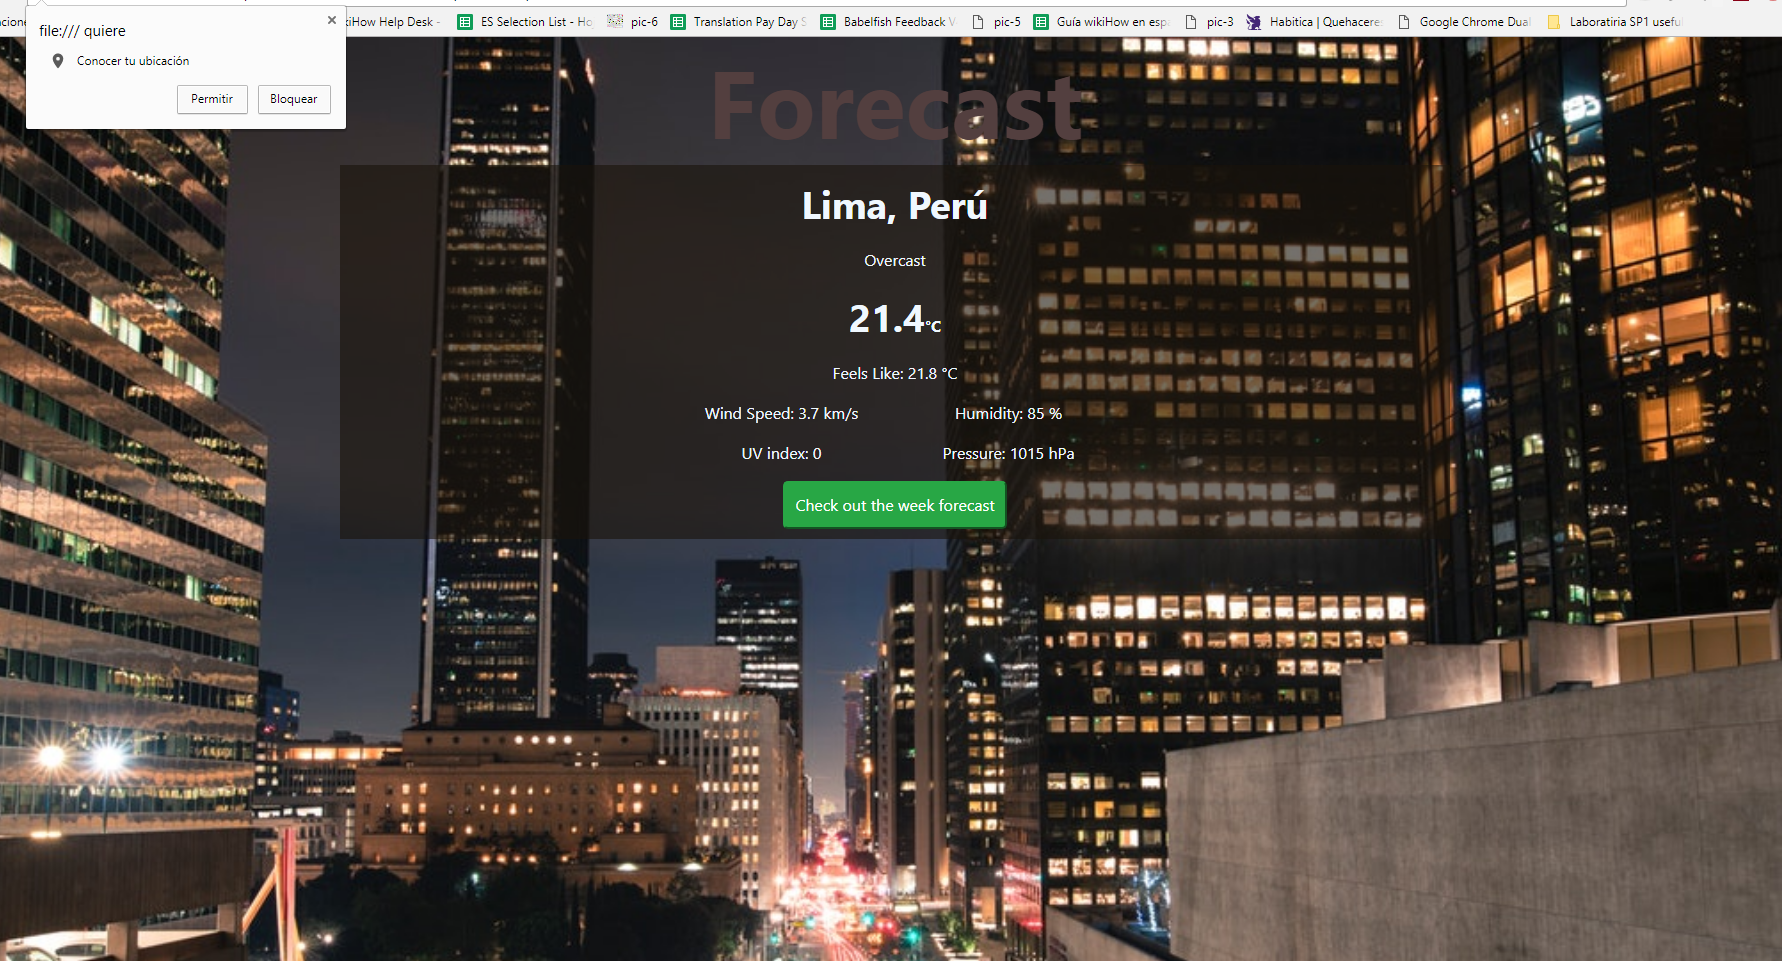 file:/// quiere
Conocer tu ubicación
Permitir Bloquear
kiHow Help Desk - ES Selection List - Ho pic-6 Translation Pay Day S Babelfish Feedback V pic-5 Guía wikiHow en esp pic-3 Habitica | Quehacere Google Chrome Dual Laboratiria SP1 useful
Forecast
Lima, Perú
Overcast
21.4°C
Feels Like: 21.8 °C
Wind Speed: 3.7 km/s Humidity: 85 %
UV index: 0 Pressure: 1015 hPa
Check out the week forecast